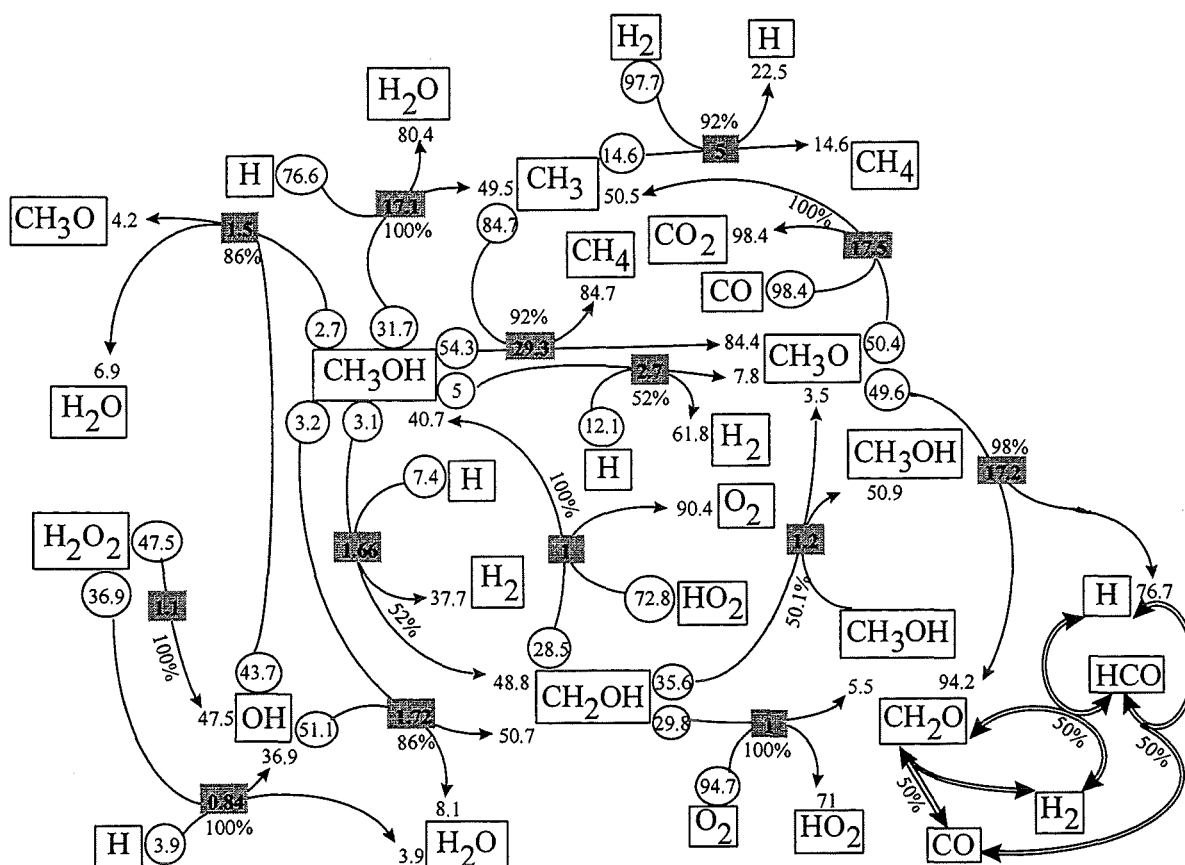 H2
H
97.7
22.5
H2O
80.4
92%
5
14.6
14.6
CH4
H
76.6
CH3
49.5
50.5
17.1
100%
100%
CH3O
4.2
1.5
86%
84.7
CO2
98.4
17.5
CH4
84.7
CO
98.4
92%
2.7
31.7
54.3
29.3
84.4
50.4
CH3OH
CH3O
5
2.7
7.8
49.6
52%
3.5
6.9
H2O
3.2
3.1
40.7
12.1
61.8
H2
H
CH3OH
98%
17.2
50.9
7.4
H
100%
90.4
O2
H2O2
47.5
36.9
1.66
1
1.2
1.1
37.7
H2
72.8
HO2
50.1%
H
76.7
52%
CH3OH
100%
28.5
43.7
48.8
CH2OH
35.6
29.8
5.5
94.2
HCO
47.5
OH
51.1
1.72
86%
50.7
1
100%
CH2O
50%
50%
36.9
0.84
100%
94.7
71
50%
H2
8.1
H
3.9
3.9
H2O
O2
HO2
CO